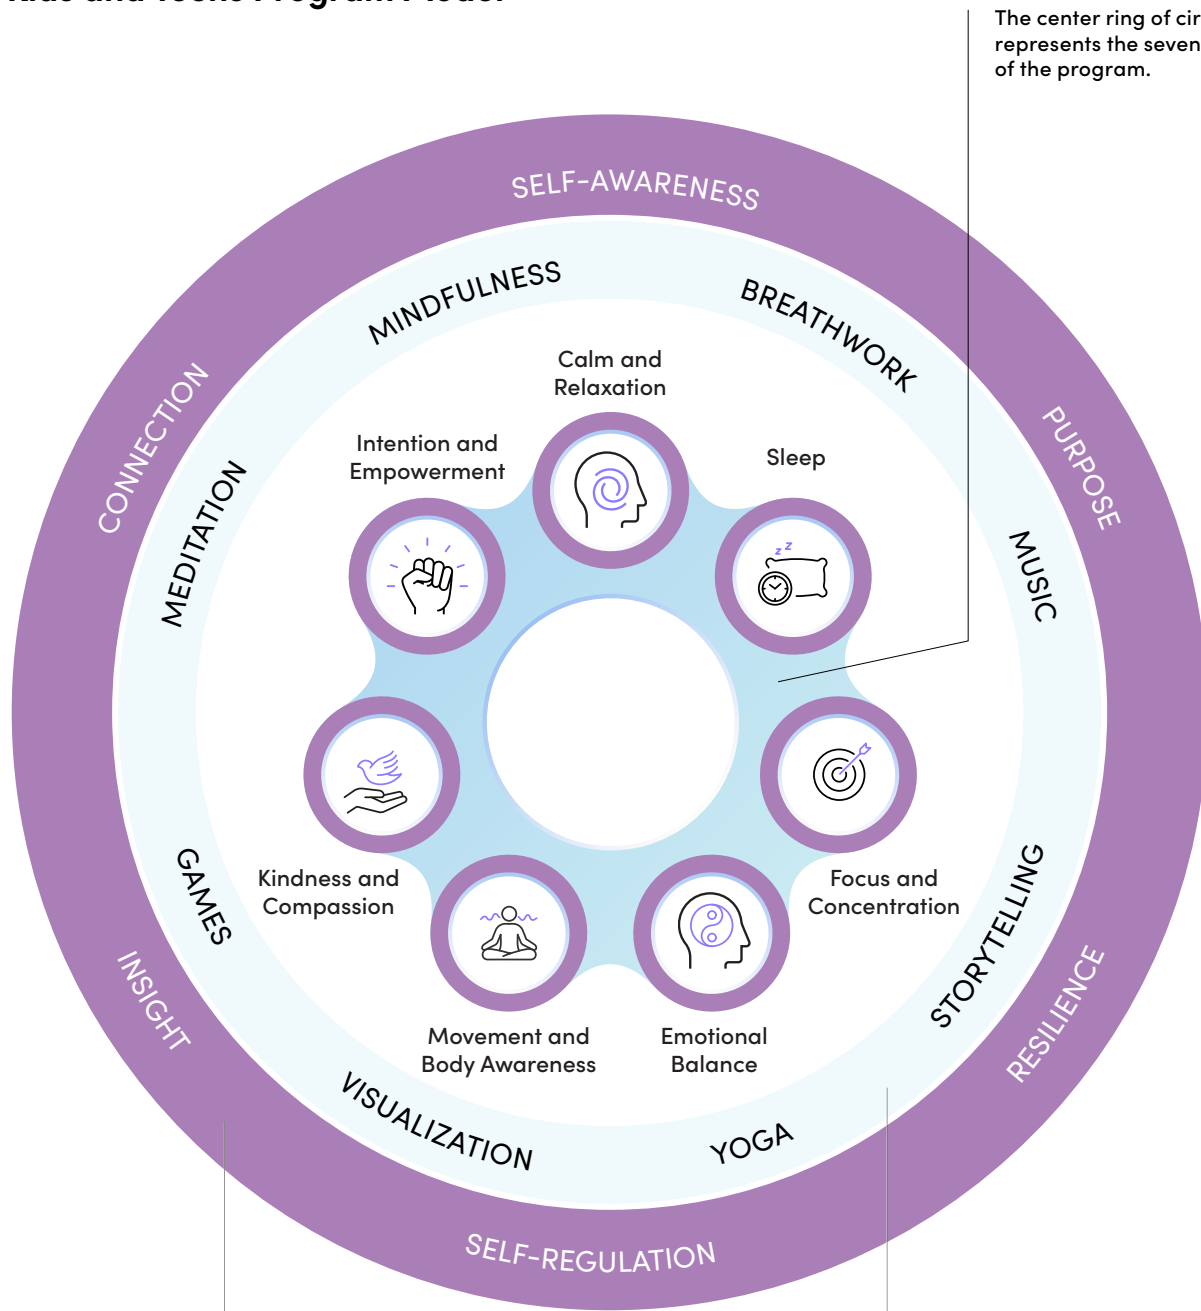 The center ring of cir
represents the seven
of the program.
SELF-AWARENESS
PURPOSE
RESILIENCE
SELF-REGULATION
INSIGHT
CONNECTION
MINDFULNESS
BREATHWORK
MUSIC
STORYTELLING
YOGA
VISUALIZATION
GAMES
MEDITATION
Calm and
Relaxation
Sleep
Focus and
Concentration
Emotional
Balance
Movement and
Body Awareness
Kindness and
Compassion
Intention and
Empowerment
z z